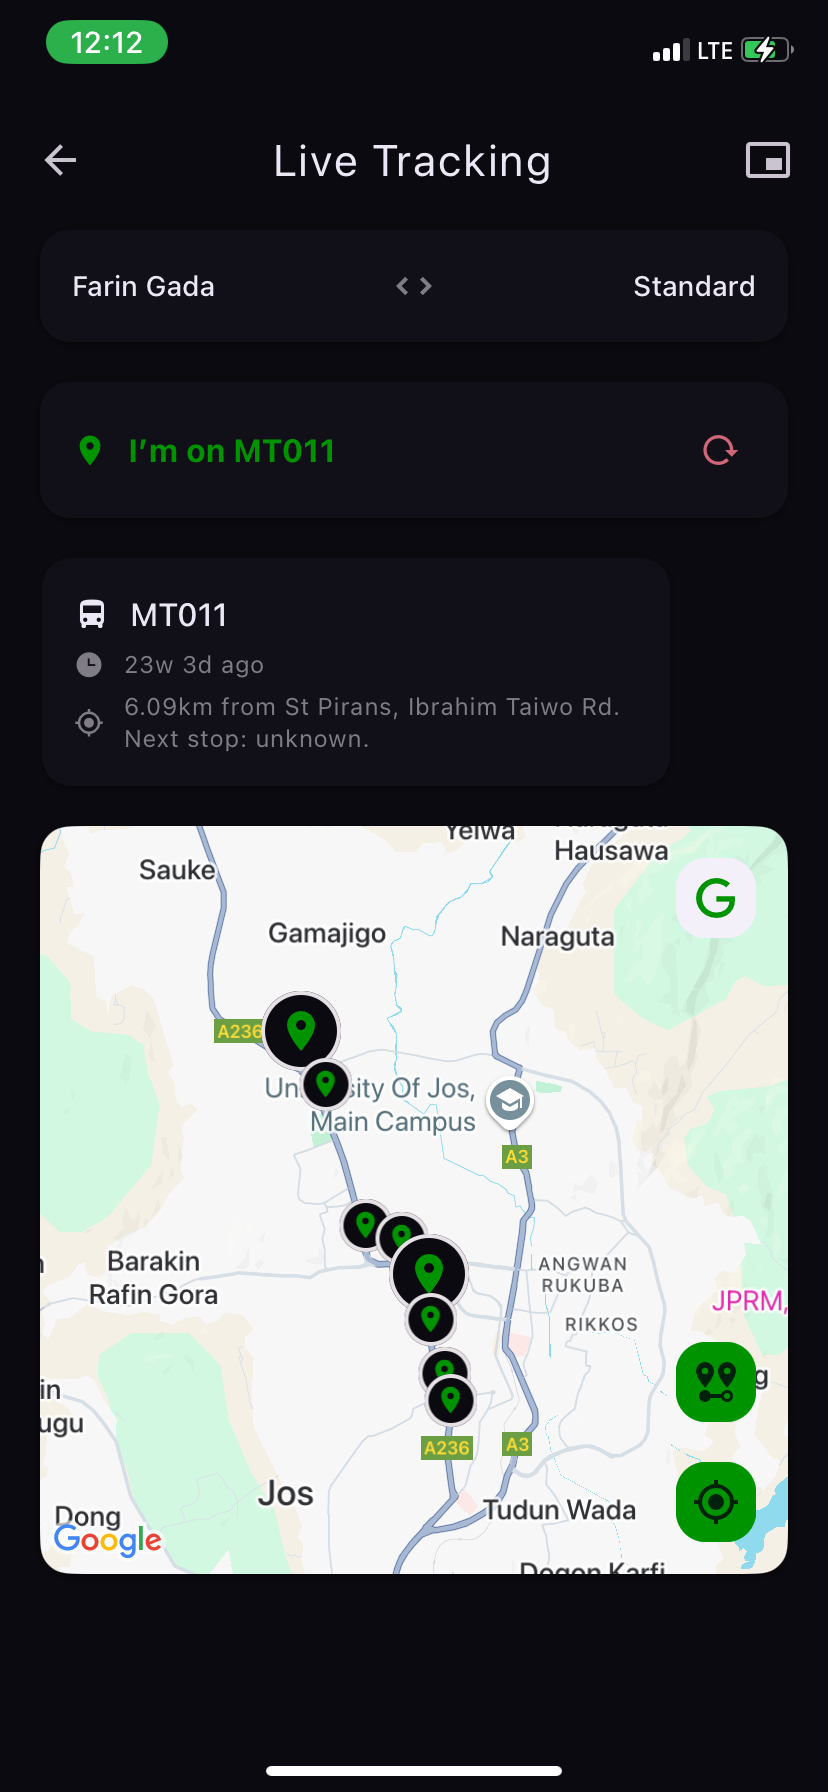 12:12
LTE
Live Tracking
Farin Gada
Standard
I'm on MT011
MT011
23w 3d ago
6.09km from St Pirans, Ibrahim Taiwo Rd.
Next stop: unknown.
Yelwa
Hausawa
Sauke
Gamajigo
Naraguta
G
A236
sity Of Jos,
Main Campus
A3
Barakin
Rafin Gora
ANGWAN
RUKUBA
JPRM,
RIKKOS
in
ugu
g
A236
A3
Jos
Dong
Tudun Wada
Google
Dogon Karfi